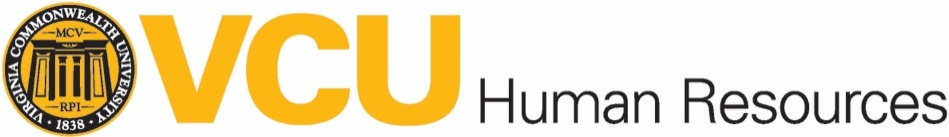 VIRGINIA COMMONWEALTH UNIVERSITY
MCV
RPI
· 1838 ·
VCU Human Resources